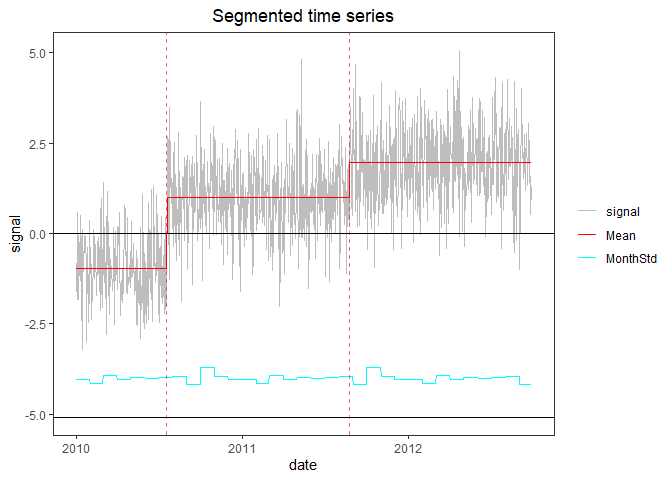 Segmented time series
5.0
2.5
0.0
-2.5
-5.0
signal
2010
2011
2012
date
signal
Mean
MonthStd